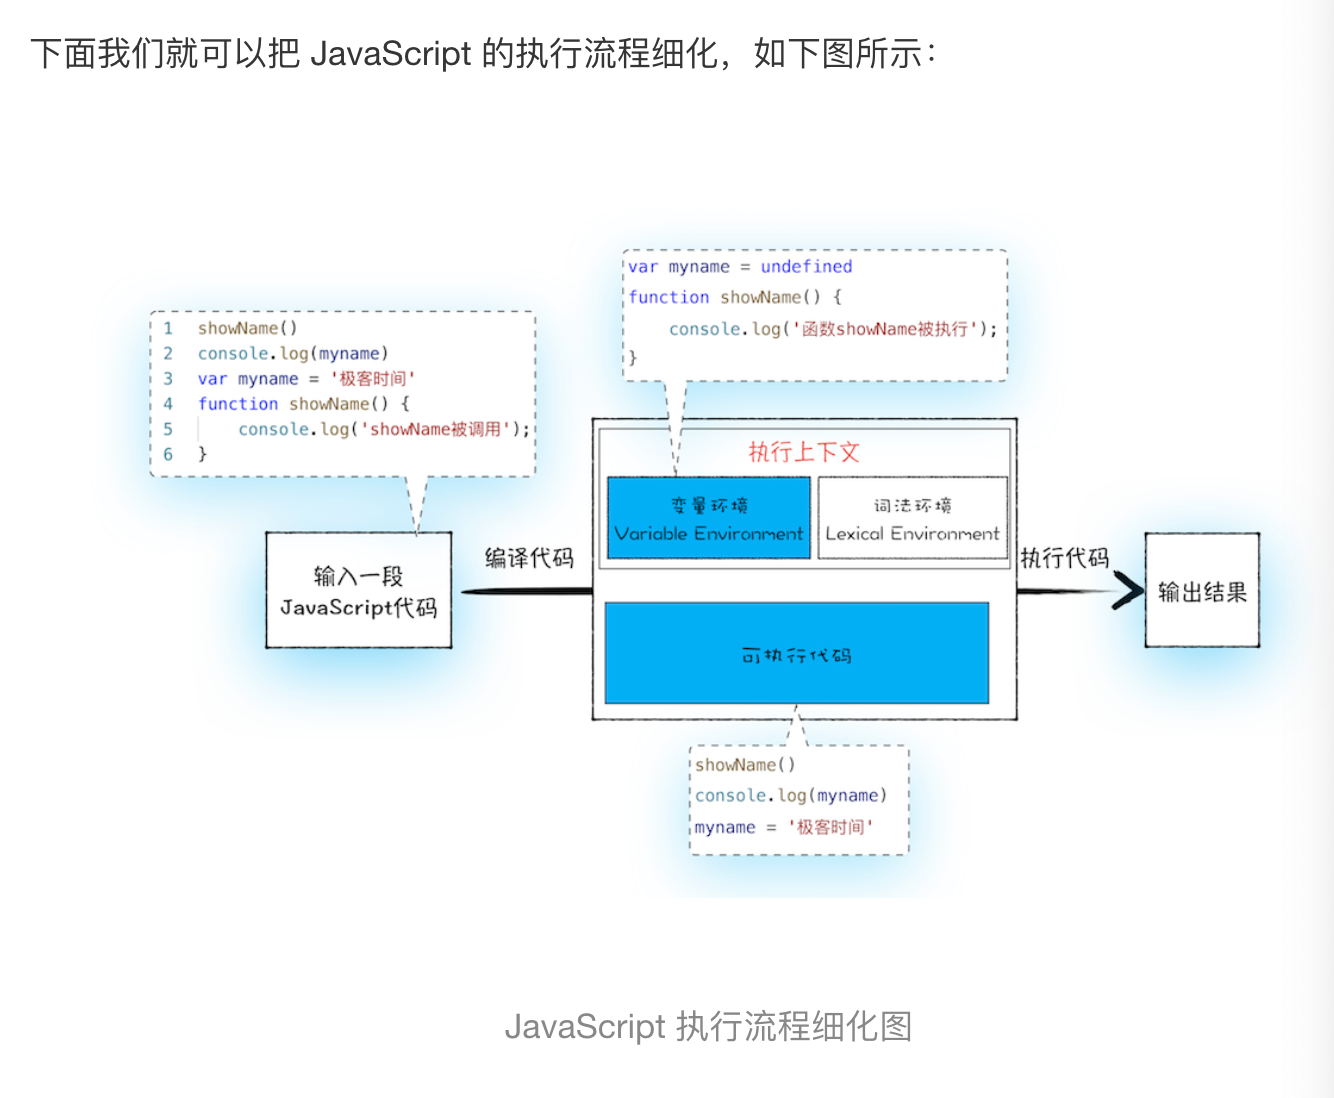 下面我们就可以把 JavaScript 的执行流程细化，如下图所示：
var myname = undefined
function showName() {
    console.log('函数showName被执行');
}
1 showName()
2 console.log(myname)
3 var myname = '极客时间'
4 function showName() {
5     console.log('showName被调用');
6 }
执行上下文
变量环境
Variable Environment
词法环境
Lexical Environment
输入一段
JavaScript代码
编译代码
执行代码
输出结果
可执行代码
showName()
console.log(myname)
myname = '极客时间'
JavaScript 执行流程细化图